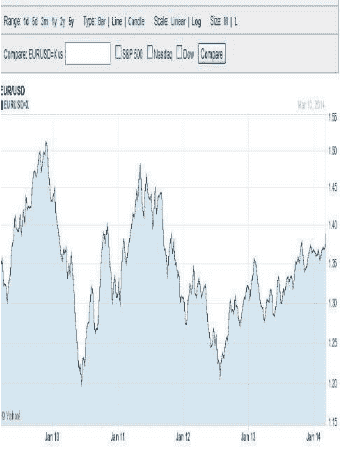 Range: 1d 5d 3m 1y 2y 5y Type: Bar | Line | Candle Scale: Linear | Log Size: M | L
Compare: EURUSD=X vs S&P 500 Nasdaq Dow Compare
EUR/USD
EURUSD=X Mar 10, 2014
1.55
1.50
1.45
1.40
1.35
1.30
1.25
1.20
1.15
© Yahoo!
Jan 10 Jan 11 Jan 12 Jan 13 Jan 14